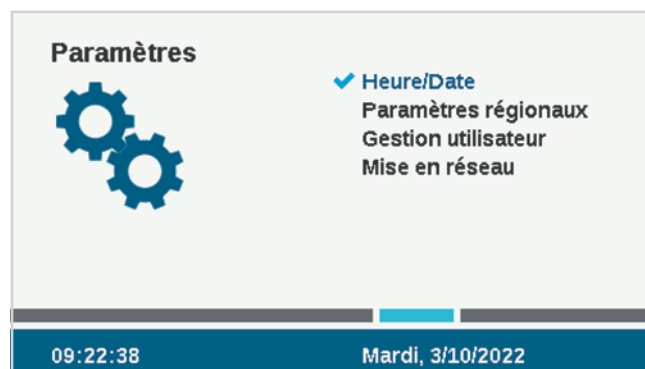 Paramètres
Heure/Date
Paramètres régionaux
Gestion utilisateur
Mise en réseau
09:22:38 Mardi, 3/10/2022